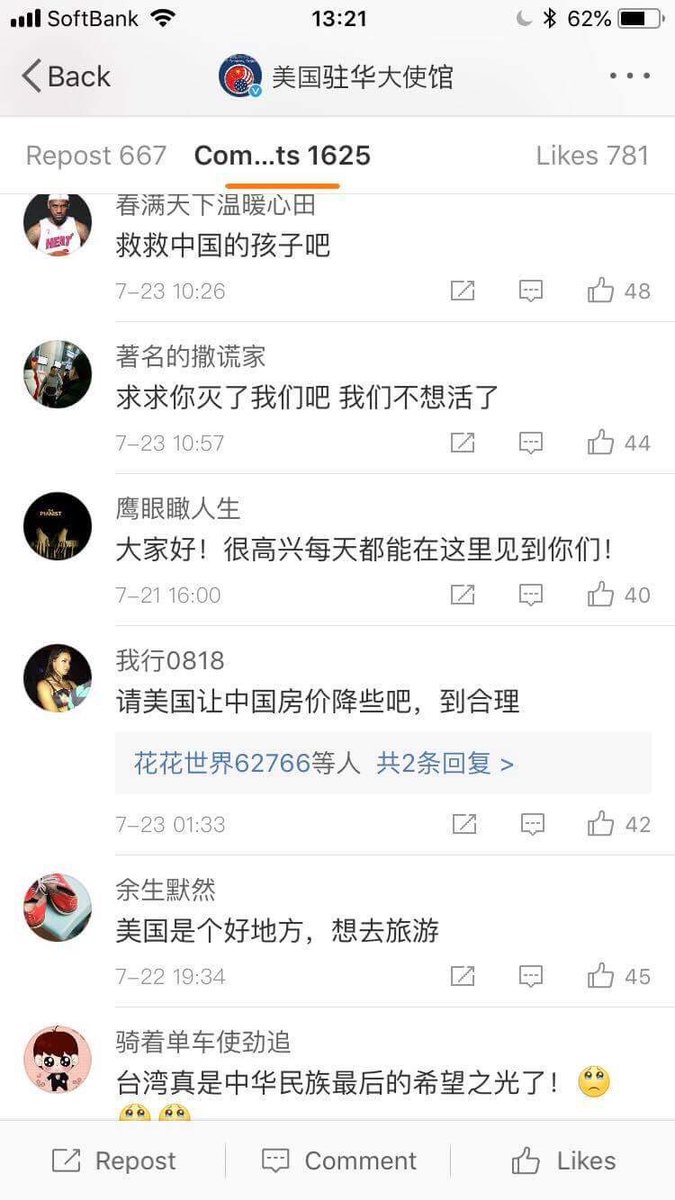 SoftBank 13:21 62%
Back 美国驻华大使馆
Repost 667 Com...ts 1625 Likes 781
春满天下温暖心田
救救中国的孩子吧
7-23 10:26 48
著名的撒谎家
求求你灭了我们吧 我们不想活了
7-23 10:57 44
鹰眼瞰人生
大家好！很高兴每天都能在这里见到你们！
7-21 16:00 40
我行0818
请美国让中国房价降些吧，到合理
花花世界62766等人 共2条回复 >
7-23 01:33 42
余生默然
美国是个好地方，想去旅游
7-22 19:34 45
骑着单车使劲追
台湾真是中华民族最后的希望之光了！
Repost Comment Likes
HEAT
PIANIST